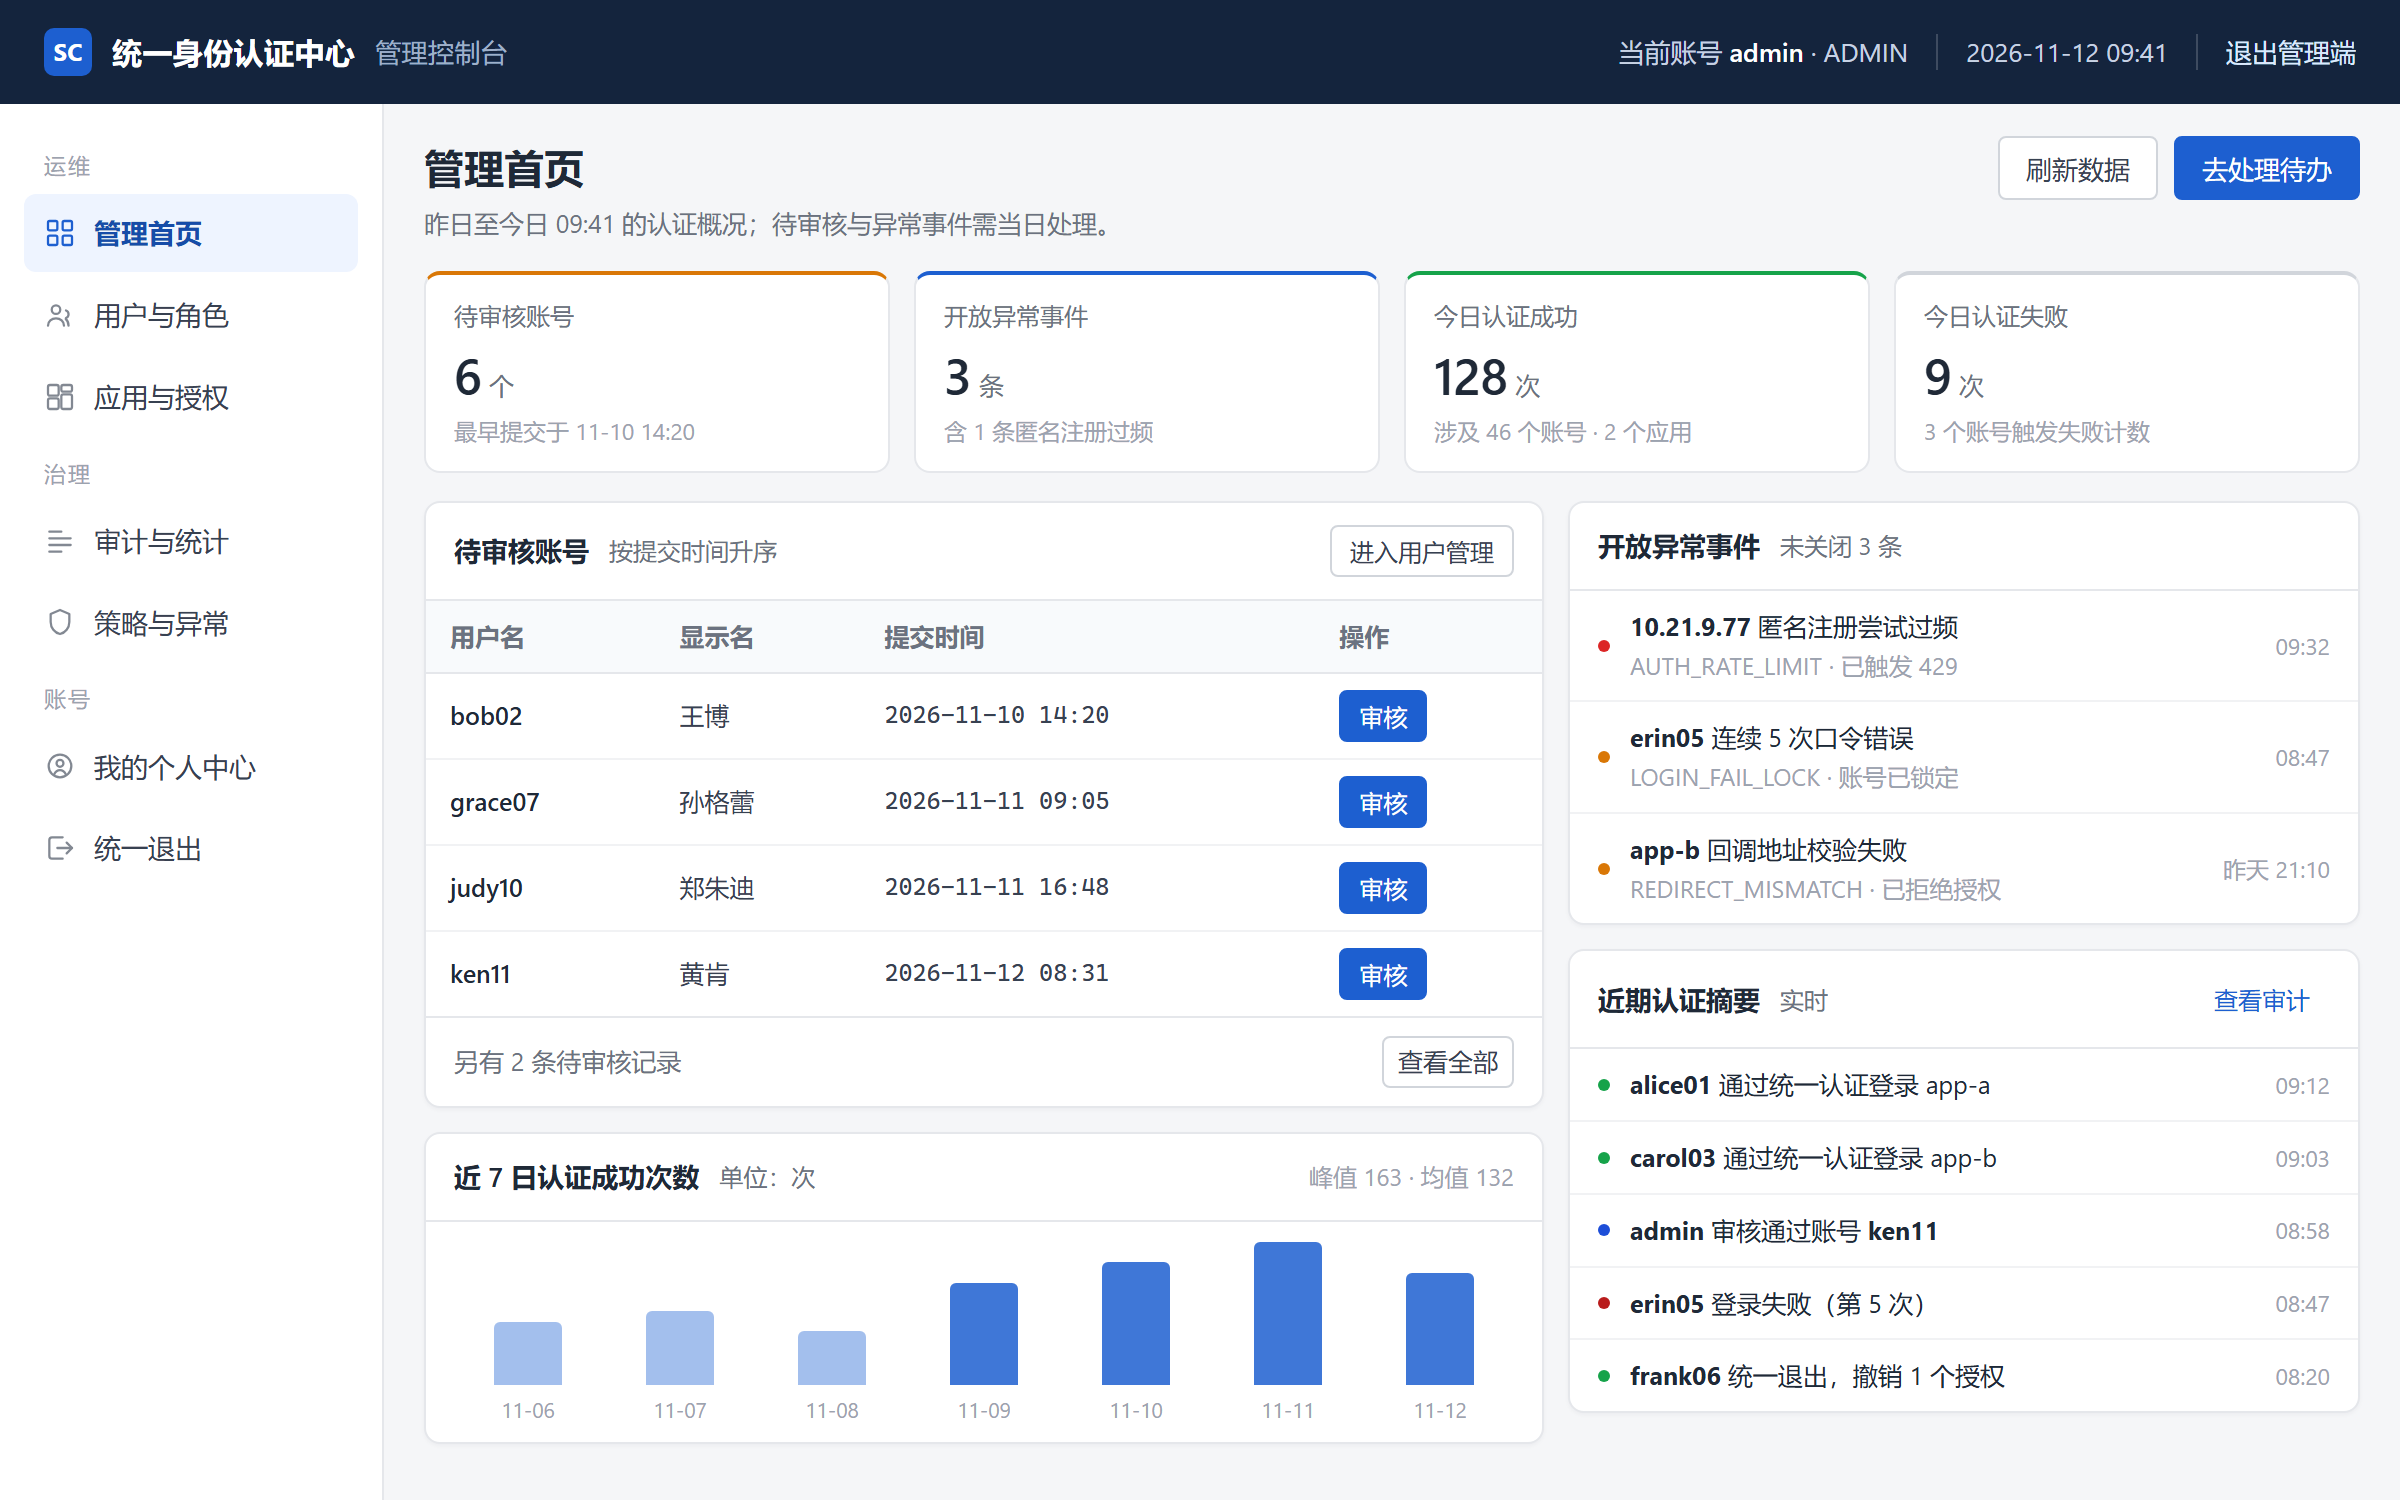 SC 统一身份认证中心 管理控制台
当前账号 admin · ADMIN 2026-11-12 09:41 退出管理端
运维
管理首页
用户与角色
应用与授权
治理
审计与统计
策略与异常
账号
我的个人中心
统一退出
管理首页
昨日至今日 09:41 的认证概况；待审核与异常事件需当日处理。
刷新数据 去处理待办
待审核账号
6 个
最早提交于 11-10 14:20
开放异常事件
3 条
含 1 条匿名注册过频
今日认证成功
128 次
涉及 46 个账号 · 2 个应用
今日认证失败
9 次
3 个账号触发失败计数
待审核账号 按提交时间升序 进入用户管理
用户名 显示名 提交时间 操作
bob02 王博 2026-11-10 14:20 审核
grace07 孙格蕾 2026-11-11 09:05 审核
judy10 郑朱迪 2026-11-11 16:48 审核
ken11 黄肯 2026-11-12 08:31 审核
另有 2 条待审核记录 查看全部
近 7 日认证成功次数 单位：次 峰值 163 · 均值 132
11-06 11-07 11-08 11-09 11-10 11-11 11-12
开放异常事件 未关闭 3 条
10.21.9.77 匿名注册尝试过频 09:32
AUTH_RATE_LIMIT · 已触发 429
erin05 连续 5 次口令错误 08:47
LOGIN_FAIL_LOCK · 账号已锁定
app-b 回调地址校验失败 昨天 21:10
REDIRECT_MISMATCH · 已拒绝授权
近期认证摘要 实时 查看审计
alice01 通过统一认证登录 app-a 09:12
carol03 通过统一认证登录 app-b 09:03
admin 审核通过账号 ken11 08:58
erin05 登录失败（第 5 次） 08:47
frank06 统一退出，撤销 1 个授权 08:20